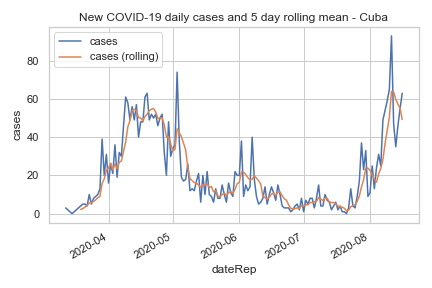 New COVID-19 daily cases and 5 day rolling mean - Cuba
cases
cases (rolling)
cases
80
60
40
20
0
2020-04
2020-05
2020-06
2020-07
2020-08
dateRep